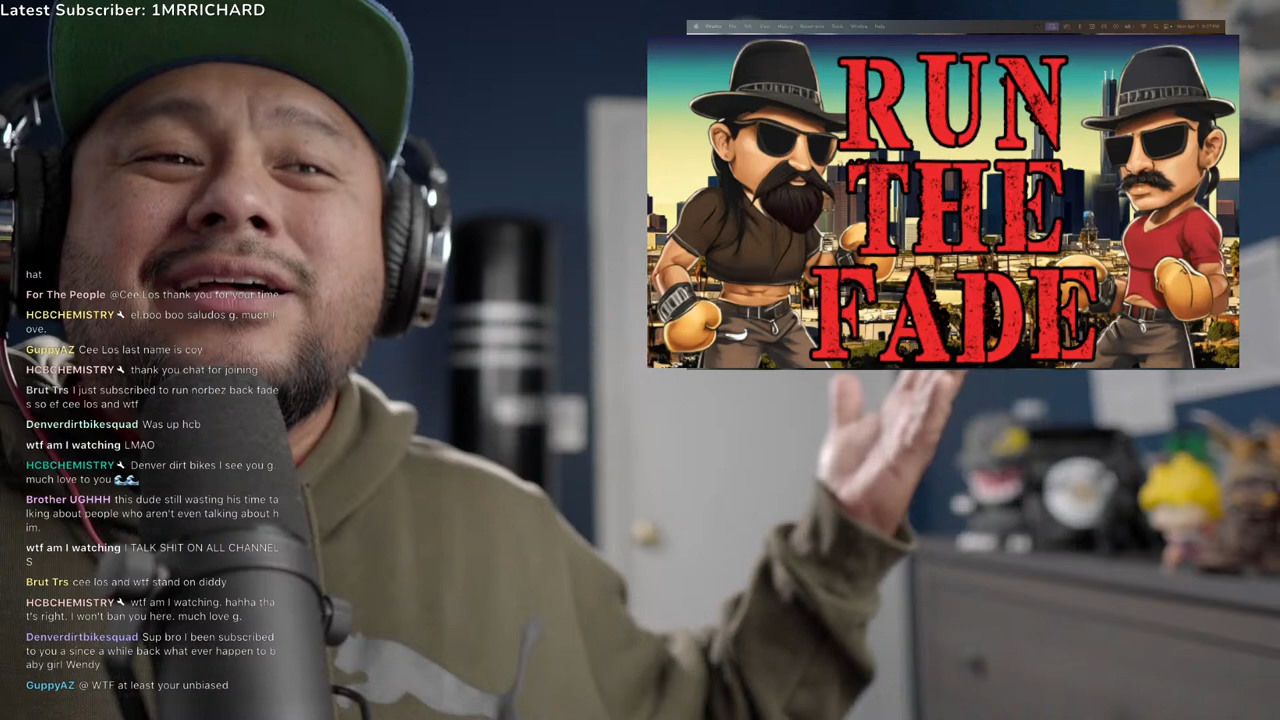 Latest Subscriber: 1MRRICHARD
RUN
THE
FADE
hat
For The People @Cee Los thank you for your time
HCBCHEMISTRY el.boo boo saludos g. much l
ove.
GuppyAZ Cee Los last name is coy
HCBCHEMISTRY thank you chat for joining
Brut Trs I just subscribed to run norbez back fade
s so ef cee los and wtf
Denverdirtbikesquad Was up hcb
wtf am I watching LMAO
HCBCHEMISTRY Denver dirt bikes I see you g.
much love to you 🌊🌊
Brother UGHHH this dude still wasting his time ta
lking about people who aren't even talking about h
im.
wtf am I watching I TALK SHIT ON ALL CHANNEL
S
Brut Trs cee los and wtf stand on diddy
HCBCHEMISTRY wtf am I watching. hahha tha
t's right. I won't ban you here. much love g.
Denverdirtbikesquad Sup bro I been subscribed
to you a since a while back what ever happen to b
aby girl Wendy
GuppyAZ @ WTF at least your unbiased